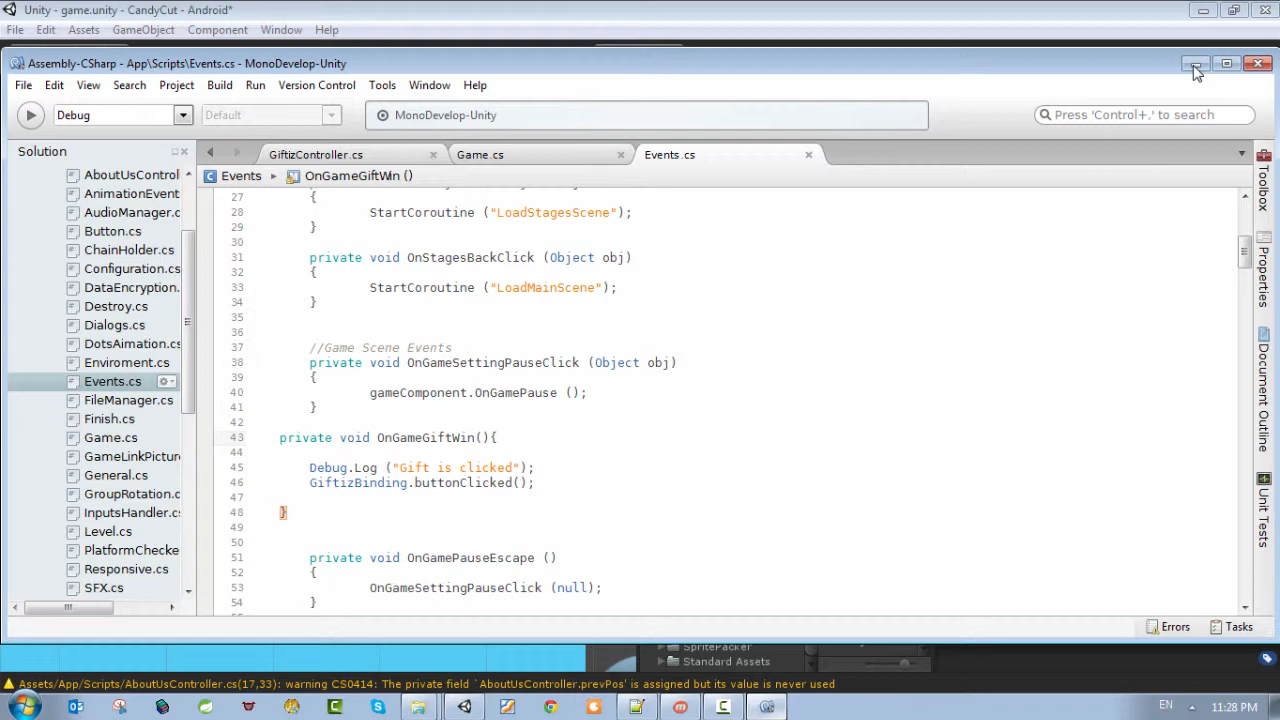 Unity - game.unity - CandyCut - Android*
File Edit Assets GameObject Component Window Help
Assembly-CSharp - App\Scripts\Events.cs - MonoDevelop-Unity
File Edit View Search Project Build Run Version Control Tools Window Help
Debug Default MonoDevelop-Unity Press 'Control+,' to search
Solution GiftizController.cs Game.cs Events.cs
Events OnGameGiftWin ()
AboutUsControl
AnimationEvent
AudioManager.c
Button.cs
ChainHolder.cs
Configuration.cs
DataEncryption.
Destroy.cs
Dialogs.cs
DotsAimation.cs
Enviroment.cs
Events.cs
FileManager.cs
Finish.cs
Game.cs
GameLinkPicture
General.cs
GroupRotation.c
InputsHandler.cs
Level.cs
PlatformChecke
Responsive.cs
SFX.cs
27 {
28 StartCoroutine ("LoadStagesScene");
29 }
30
31 private void OnStagesBackClick (Object obj)
32 {
33 StartCoroutine ("LoadMainScene");
34 }
35
36
37 //Game Scene Events
38 private void OnGameSettingPauseClick (Object obj)
39 {
40 gameComponent.OnGamePause ();
41 }
42
43 private void OnGameGiftWin(){
44
45 Debug.Log ("Gift is clicked");
46 GiftizBinding.buttonClicked();
47
48 }
49
50
51 private void OnGamePauseEscape ()
52 {
53 OnGameSettingPauseClick (null);
54 }
Toolbox
Properties
Document Outline
Unit Tests
Errors Tasks
SpritePacker
Standard Assets
Assets/App/Scripts/AboutUsController.cs(17,33): warning CS0414: The private field `AboutUsController.prevPos' is assigned but its value is never used
EN 11:28 PM